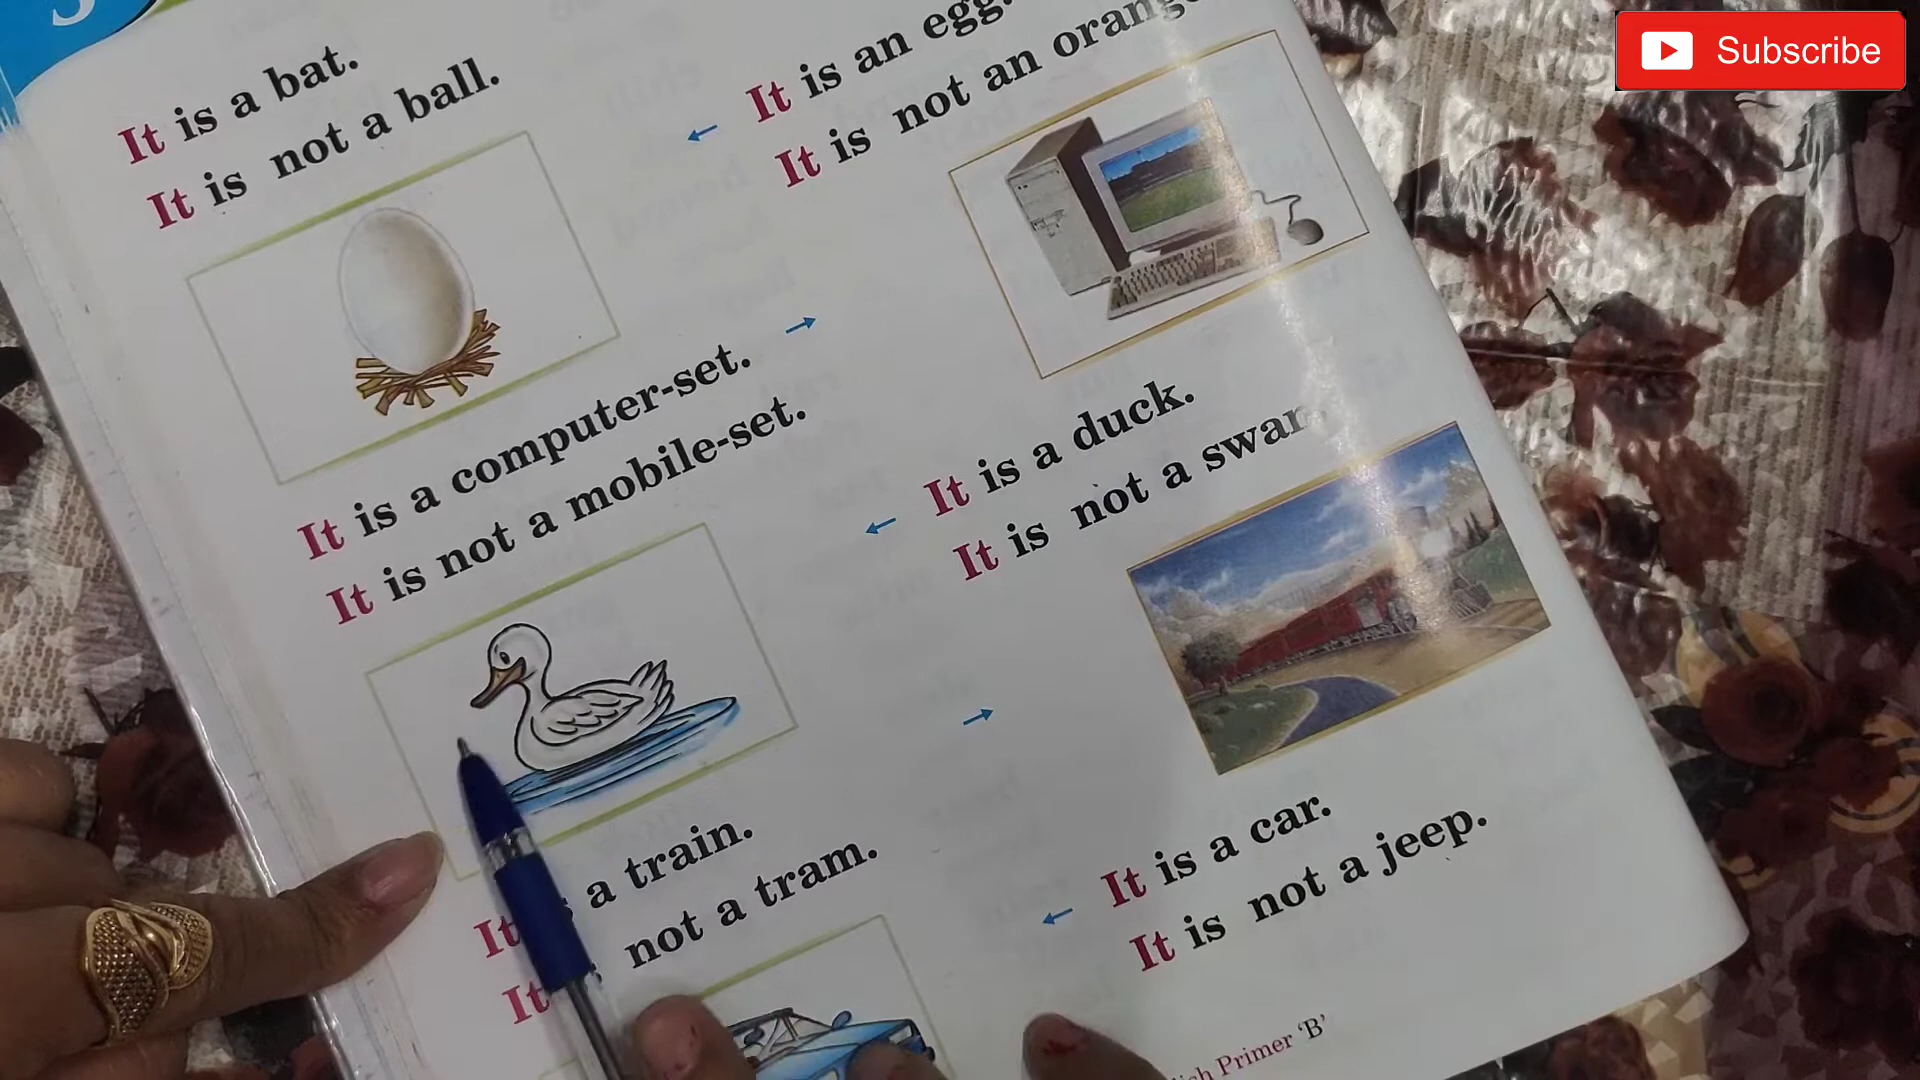 3
Subscribe
It is a bat.
It is not a ball.
It is an egg.
It is not an orange
It is a computer-set.
It is not a mobile-set.
It is a duck.
It is not a swan.
It a train.
It not a tram.
It is a car.
It is not a jeep.
Primer ‘B’